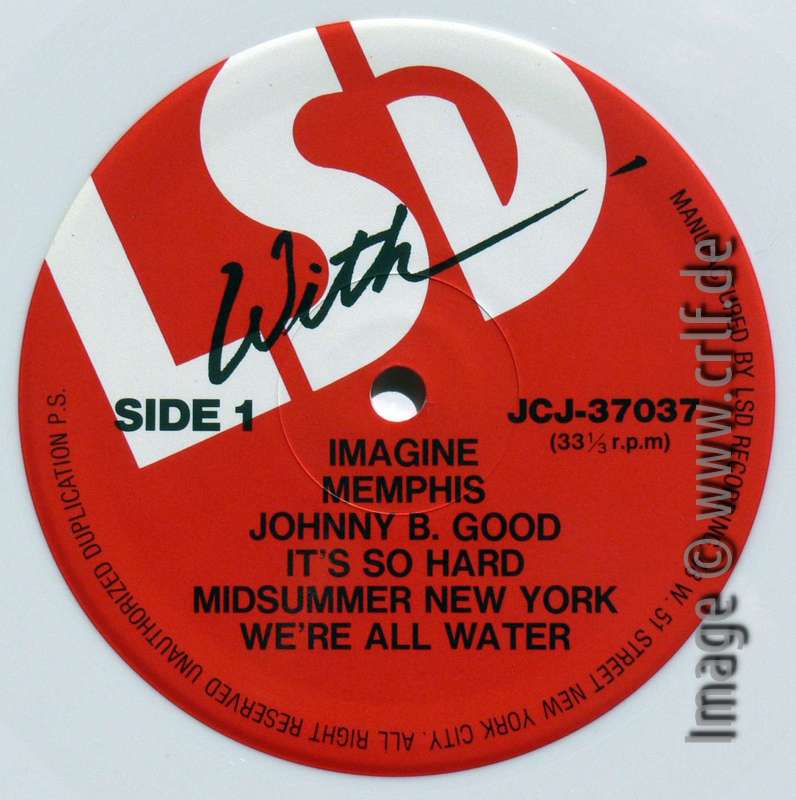 LSD
With
SIDE 1
JCJ-37037
(33⅓ r.p.m)
IMAGINE
MEMPHIS
JOHNNY B. GOOD
IT'S SO HARD
MIDSUMMER NEW YORK
WE'RE ALL WATER
BY LSD W. 51 STREET NEW YORK CITY. ALL RIGHT RESERVED UNAUTHORIZED DUPLICATION P.S.
Image © www.crlf.de